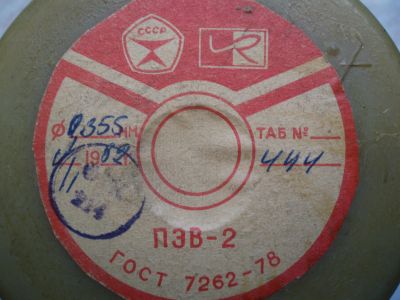 СССР
Ø 0,355 ММ
ТАБ №
1982
444
ПЭВ-2
ГОСТ 7262-78